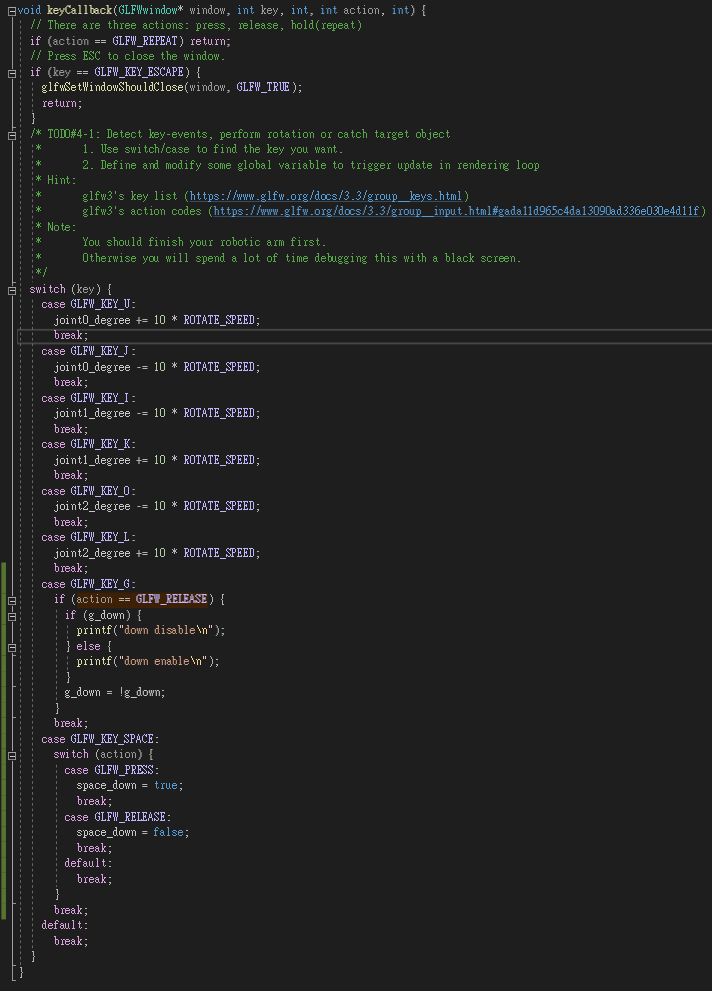 void keyCallback(GLFWwindow* window, int key, int, int action, int) {
// There are three actions: press, release, hold(repeat)
if (action == GLFW_REPEAT) return;
// Press ESC to close the window.
if (key == GLFW_KEY_ESCAPE) {
glfwSetWindowShouldClose(window, GLFW_TRUE);
return;
}
/* TODO#4-1: Detect key-events, perform rotation or catch target object
* 1. Use switch/case to find the key you want.
* 2. Define and modify some global variable to trigger update in rendering loop
* Hint:
* glfw3's key list (https://www.glfw.org/docs/3.3/group__keys.html)
* glfw3's action codes (https://www.glfw.org/docs/3.3/group__input.html#gada11d965c4da13090ad336e030e4d11f)
* Note:
* You should finish your robotic arm first.
* Otherwise you will spend a lot of time debugging this with a black screen.
*/
switch (key) {
case GLFW_KEY_U:
joint0_degree += 10 * ROTATE_SPEED;
break;
case GLFW_KEY_J:
joint0_degree -= 10 * ROTATE_SPEED;
break;
case GLFW_KEY_I:
joint1_degree -= 10 * ROTATE_SPEED;
break;
case GLFW_KEY_K:
joint1_degree += 10 * ROTATE_SPEED;
break;
case GLFW_KEY_O:
joint2_degree -= 10 * ROTATE_SPEED;
break;
case GLFW_KEY_L:
joint2_degree += 10 * ROTATE_SPEED;
break;
case GLFW_KEY_G:
if (action == GLFW_RELEASE) {
if (g_down) {
printf("down disable\n");
} else {
printf("down enable\n");
}
g_down = !g_down;
}
break;
case GLFW_KEY_SPACE:
switch (action) {
case GLFW_PRESS:
space_down = true;
break;
case GLFW_RELEASE:
space_down = false;
break;
default:
break;
}
break;
default:
break;
}
}